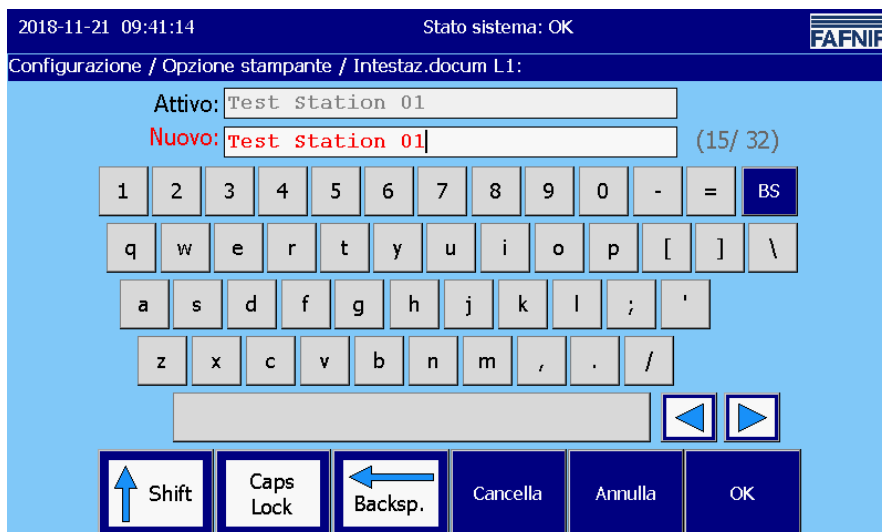 2018-11-21 09:41:14 Stato sistema: OK
FAFNIR
Configurazione / Opzione stampante / Intestaz.docum L1:
Attivo: Test Station 01
Nuovo: Test Station 01 (15/ 32)
1 2 3 4 5 6 7 8 9 0 - = BS
q w e r t y u i o p [ ] \
a s d f g h j k l ; '
z x c v b n m , . /
Shift Caps Lock Backsp. Cancella Annulla OK